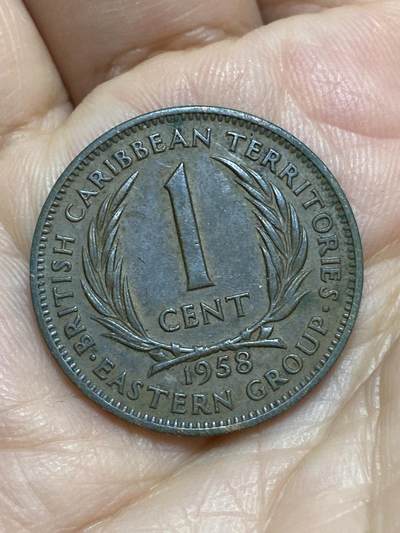 BRITISH CARIBBEAN TERRITORIES
1
CENT
1958
· EASTERN GROUP ·